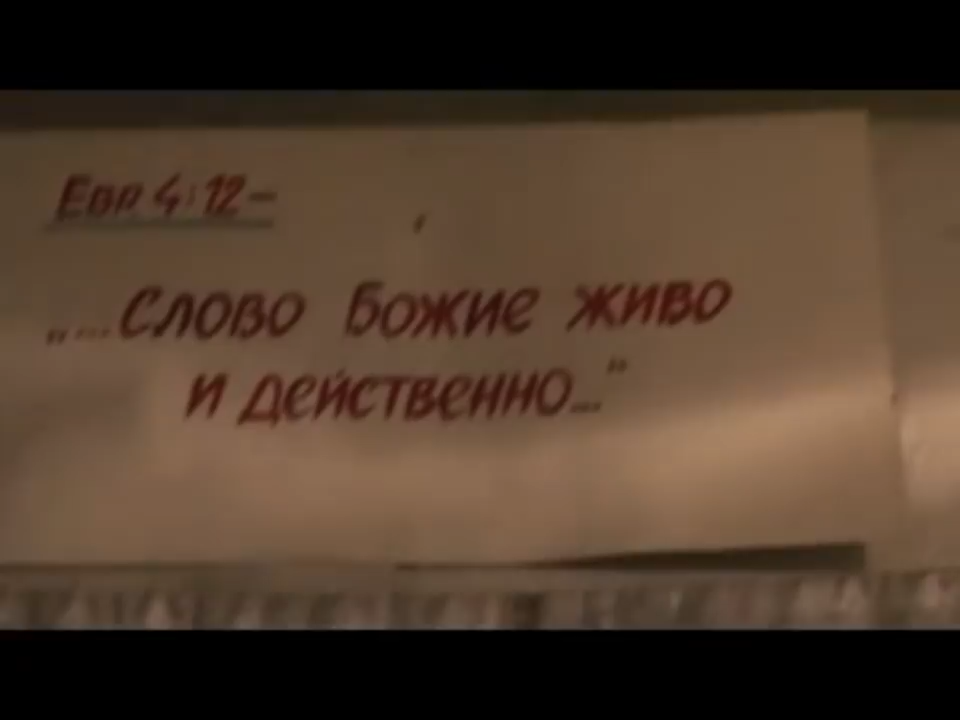 Евр 4:12–
„...Слово Божие живо
и действенно..."